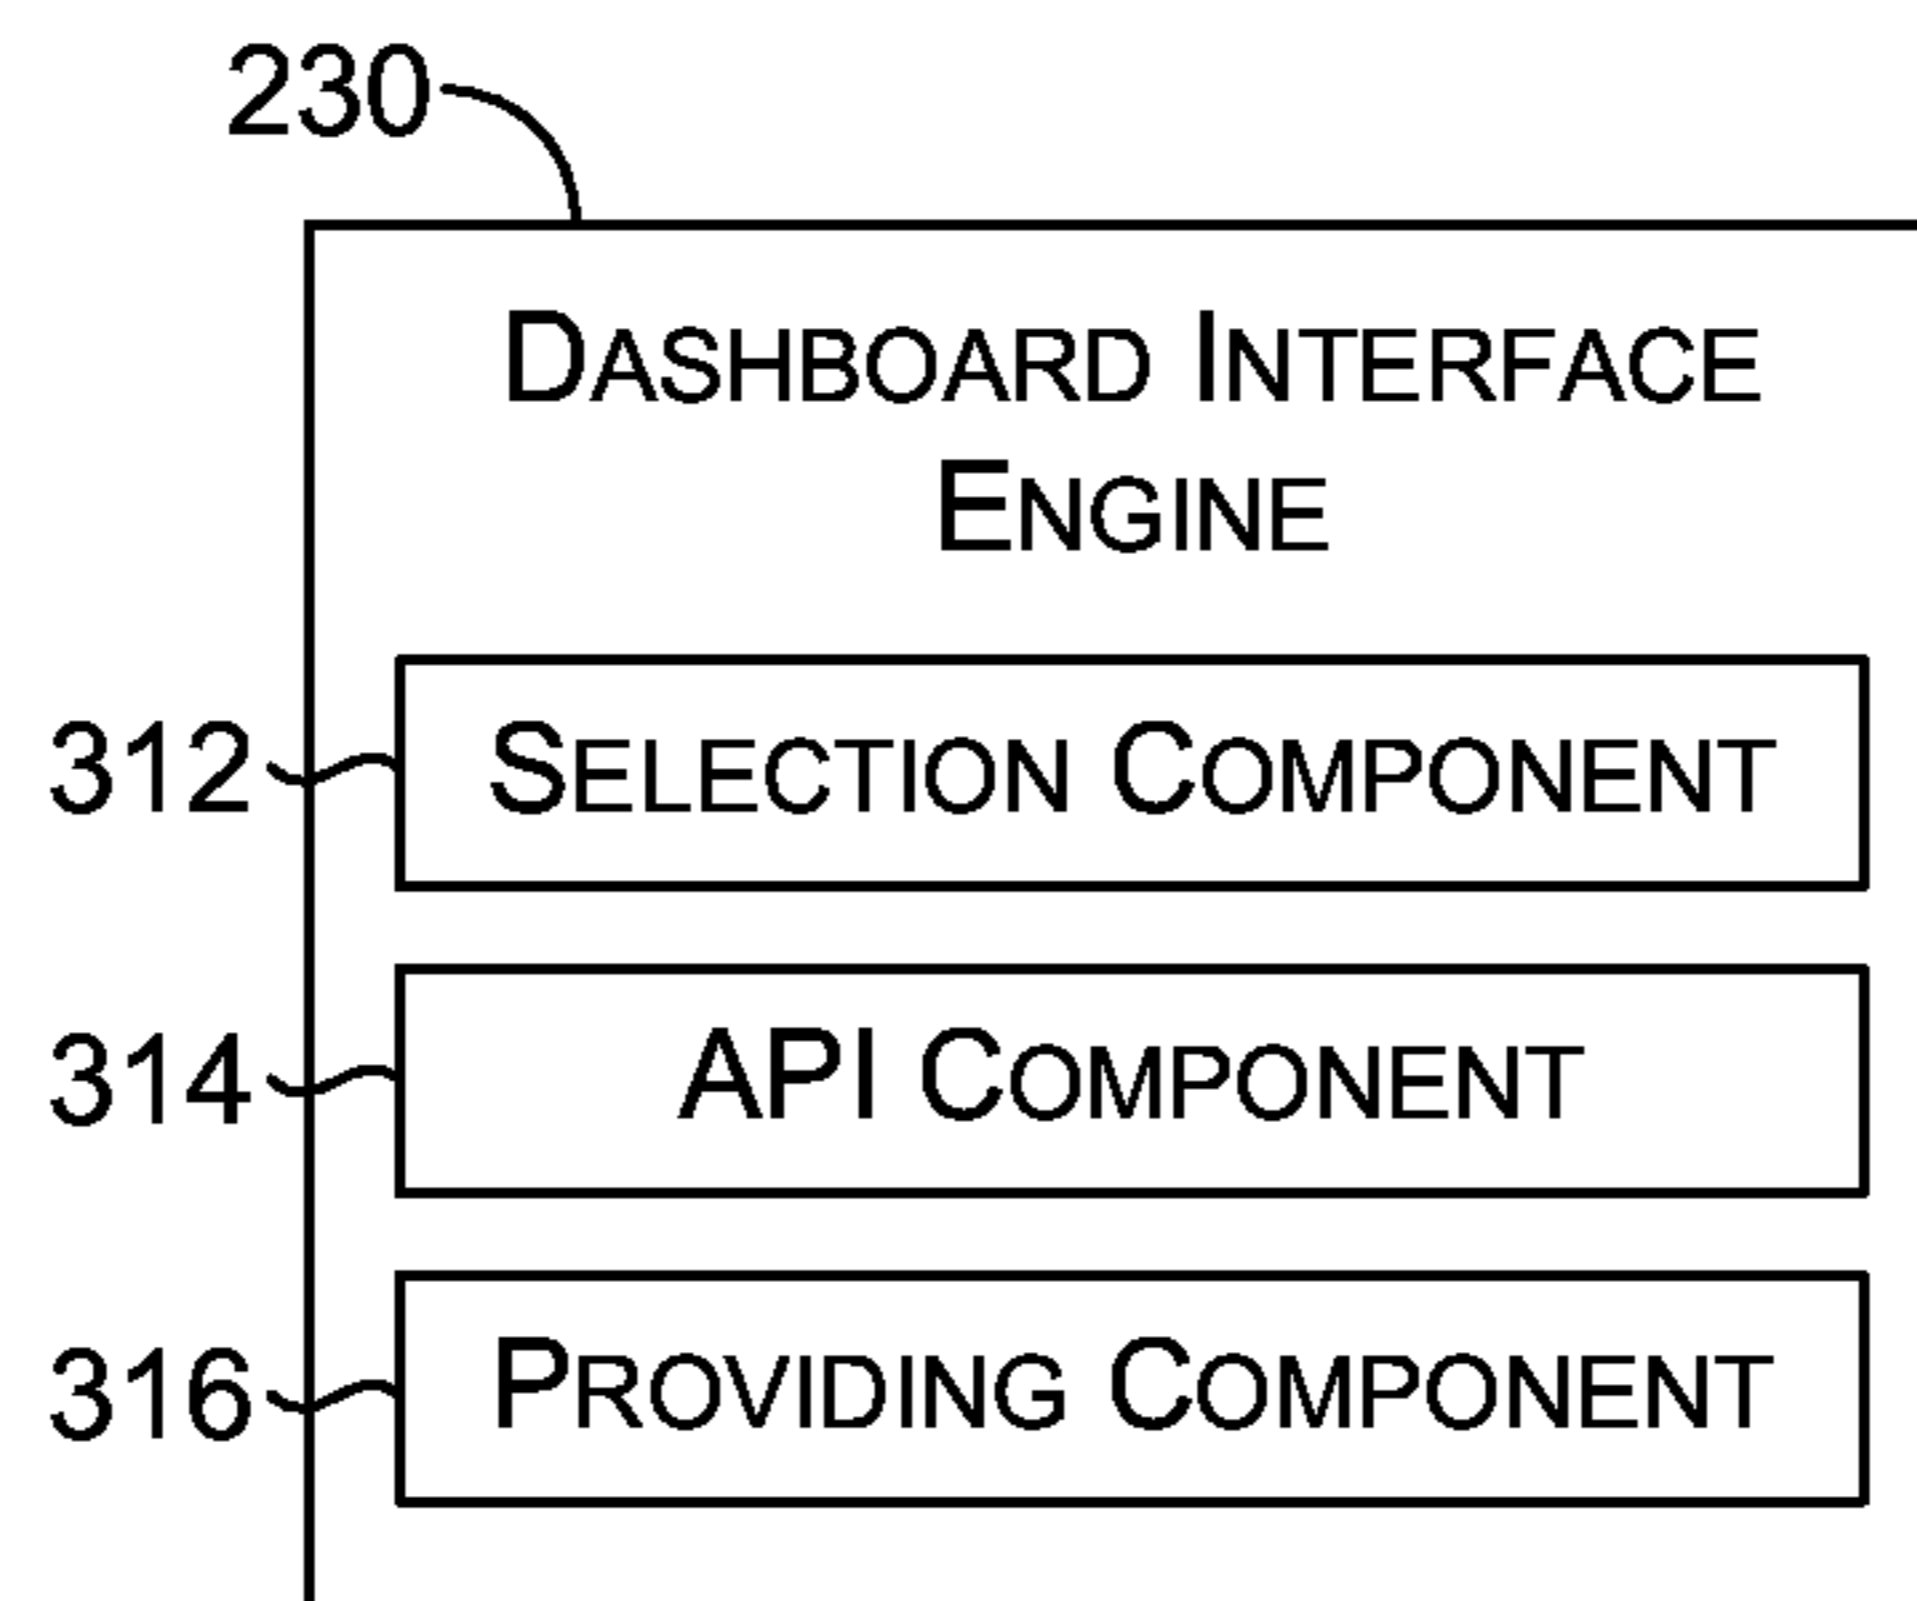 230
DASHBOARD INTERFACE
ENGINE
312 SELECTION COMPONENT
314 API COMPONENT
316 PROVIDING COMPONENT